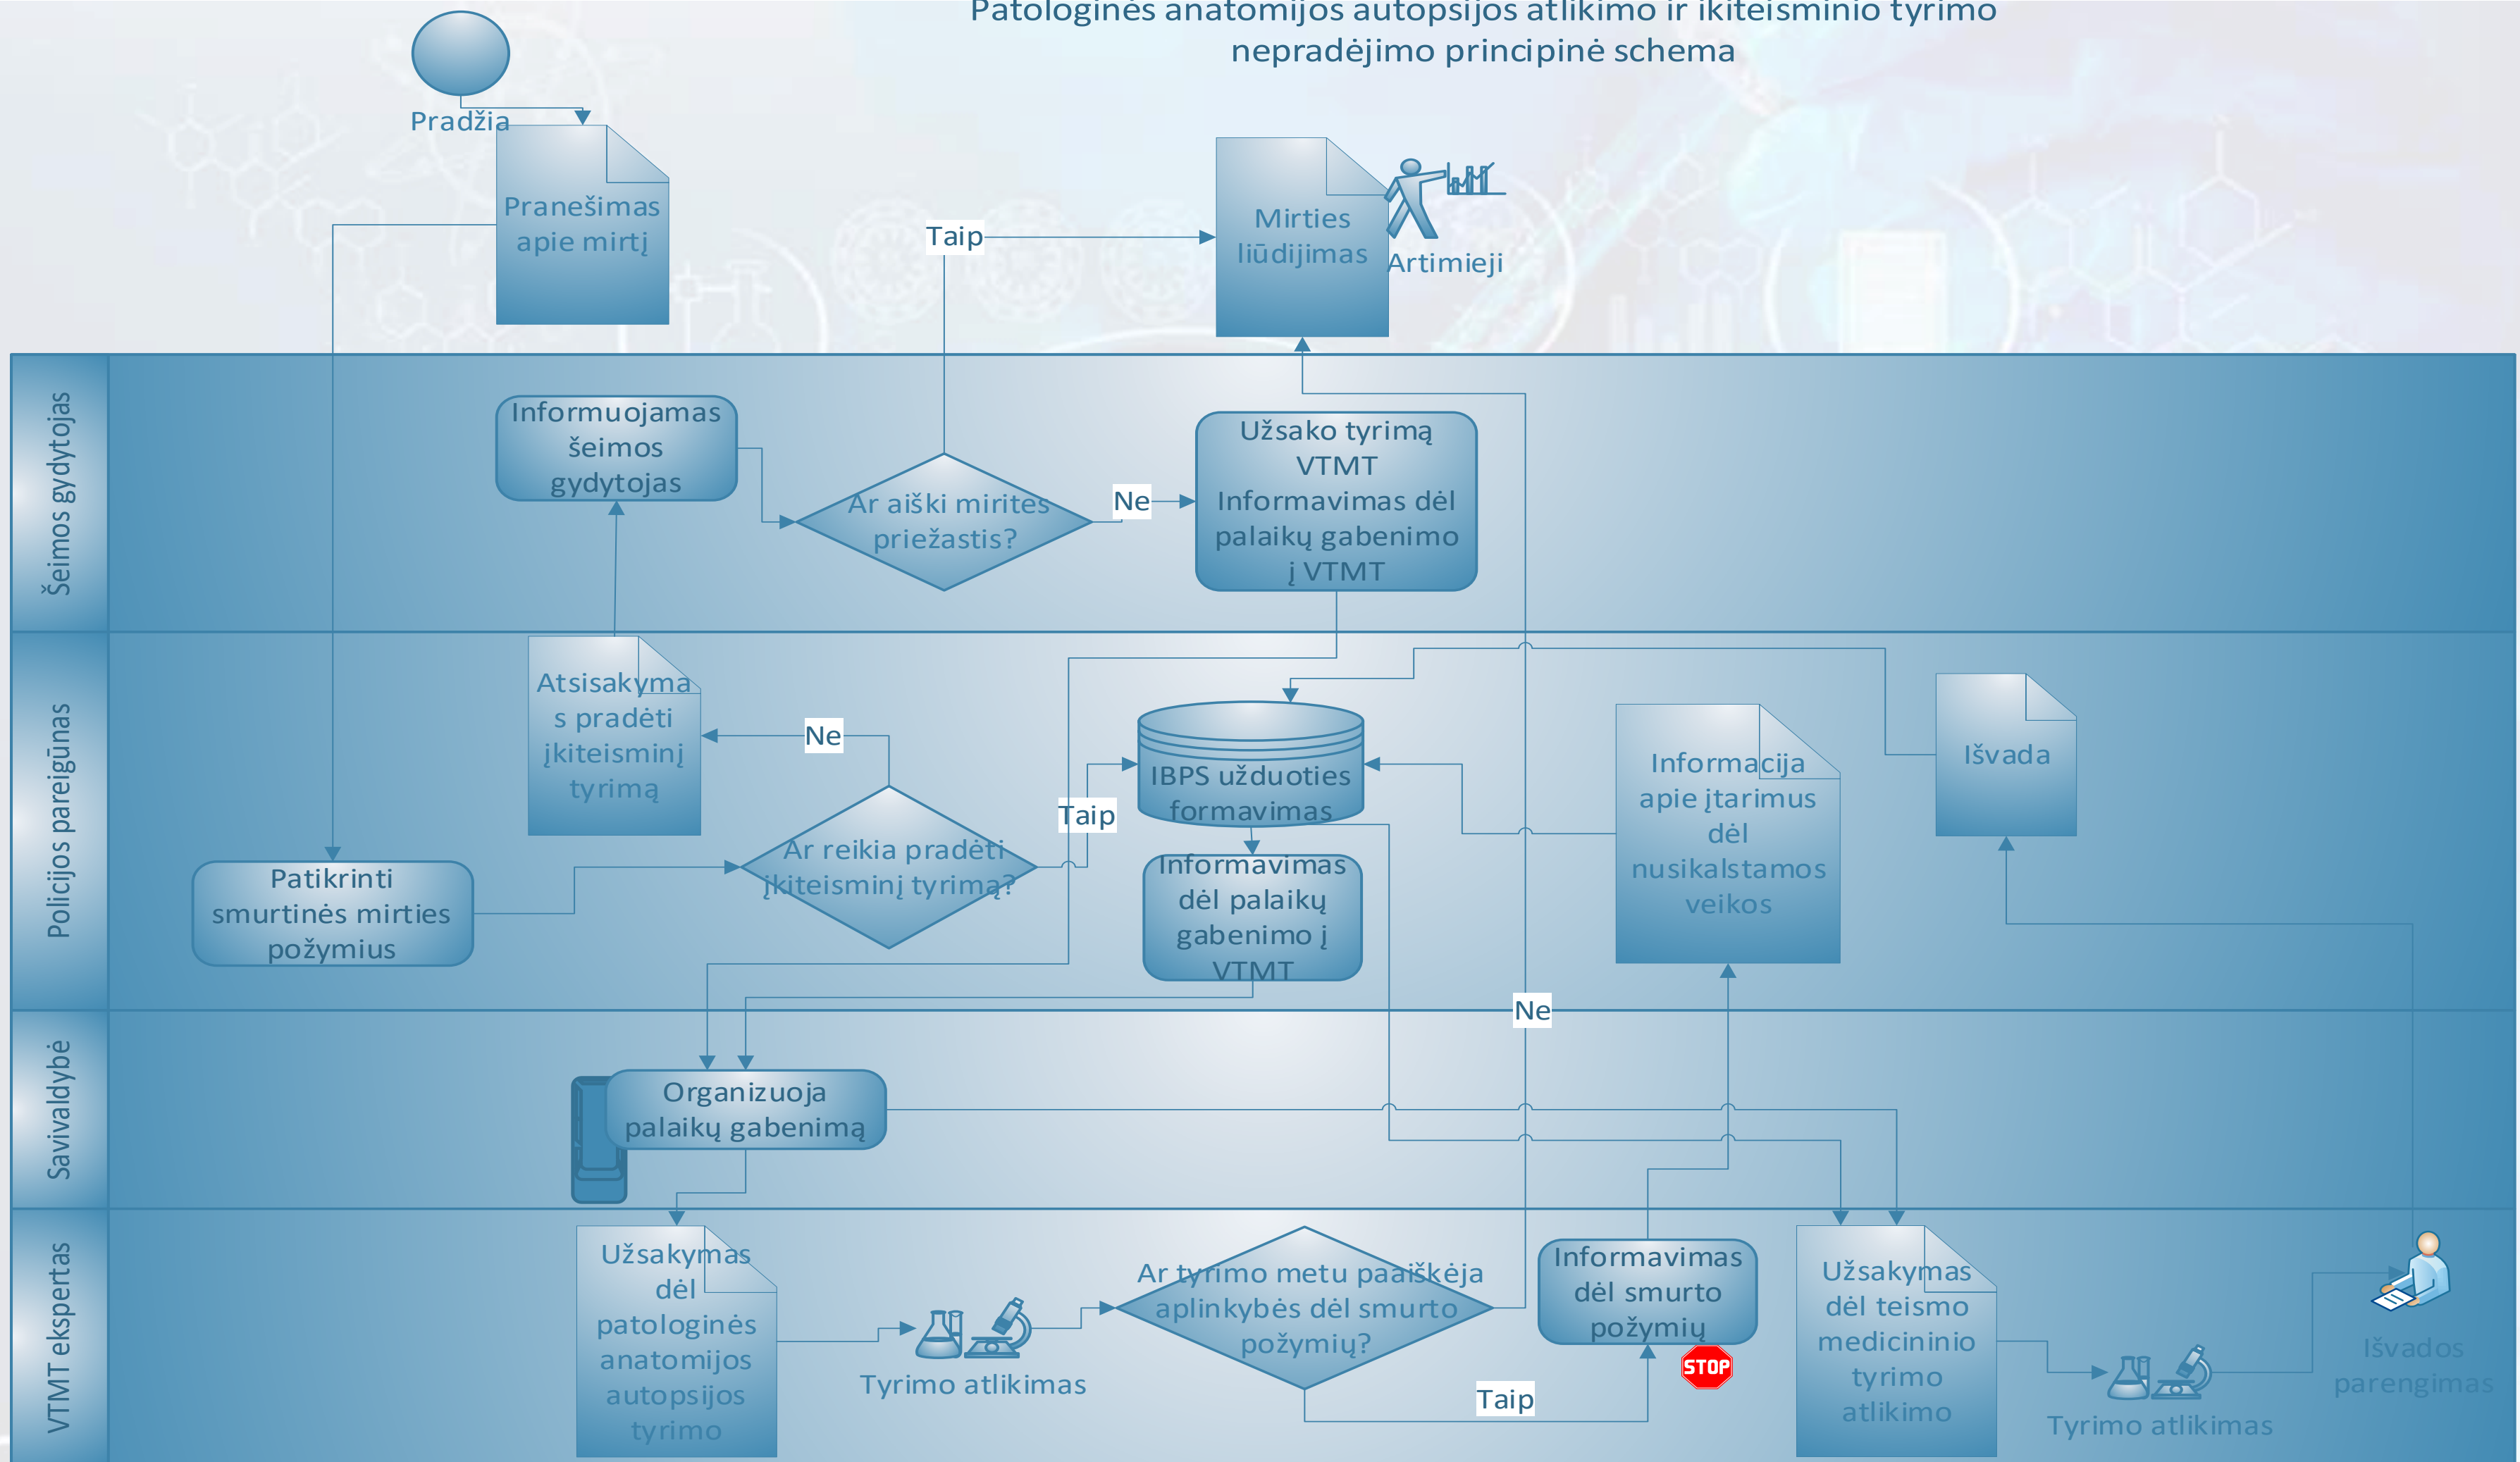 Patologinės anatomijos autopsijos atlikimo ir ikiteisminio tyrimo
nepradėjimo principinė schema
Pradžia
Pranešimas
apie mirtį
Taip
Mirties
liūdijimas
Artimieji
Šeimos gydytojas
Informuojamas
šeimos
gydytojas
Ar aiški mirites
priežastis?
Ne
Užsako tyrimą
VTMT
Informavimas dėl
palaikų gabenimo
į VTMT
Policijos pareigūnas
Atsisakyma
s pradėti
įkiteisminį
tyrimą
Ne
Patikrinti
smurtinės mirties
požymius
Ar reikia pradėti
įkiteisminį tyrimą?
Taip
IBPS užduoties
formavimas
Informavimas
dėl palaikų
gabenimo į
VTMT
Informacija
apie įtarimus
dėl
nusikalstamos
veikos
Išvada
Ne
Savivaldybė
Organizuoja
palaikų gabenimą
VTMT ekspertas
Užsakymas
dėl
patologinės
anatomijos
autopsijos
tyrimo
Tyrimo atlikimas
Ar tyrimo metu paaiškėja
aplinkybės dėl smurto
požymių?
Taip
Informavimas
dėl smurto
požymių
STOP
Užsakymas
dėl teismo
medicininio
tyrimo
atlikimo
Tyrimo atlikimas
Išvados
parengimas